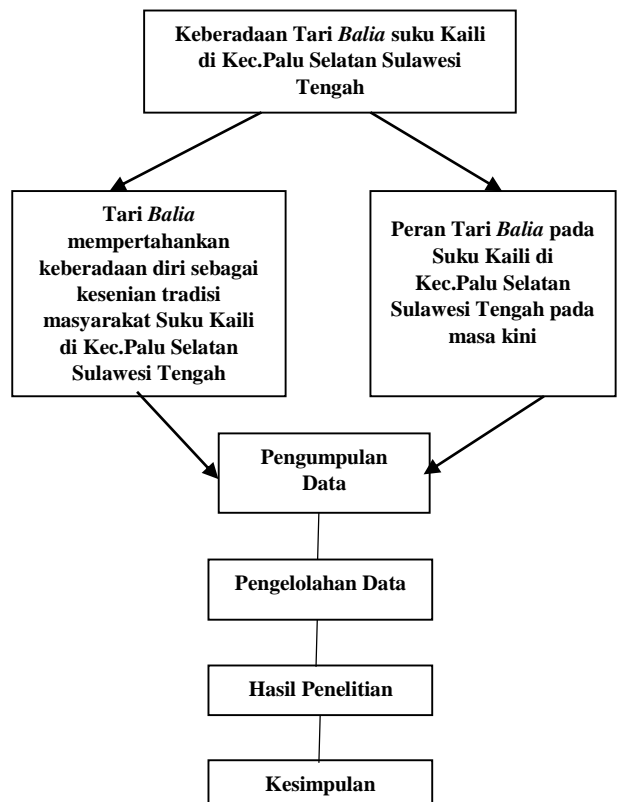 Keberadaan Tari Balia suku Kaili
di Kec.Palu Selatan Sulawesi
Tengah
Tari Balia
mempertahankan
keberadaan diri sebagai
kesenian tradisi
masyarakat Suku Kaili
di Kec.Palu Selatan
Sulawesi Tengah
Peran Tari Balia pada
Suku Kaili di
Kec.Palu Selatan
Sulawesi Tengah pada
masa kini
Pengumpulan
Data
Pengelolahan Data
Hasil Penelitian
Kesimpulan